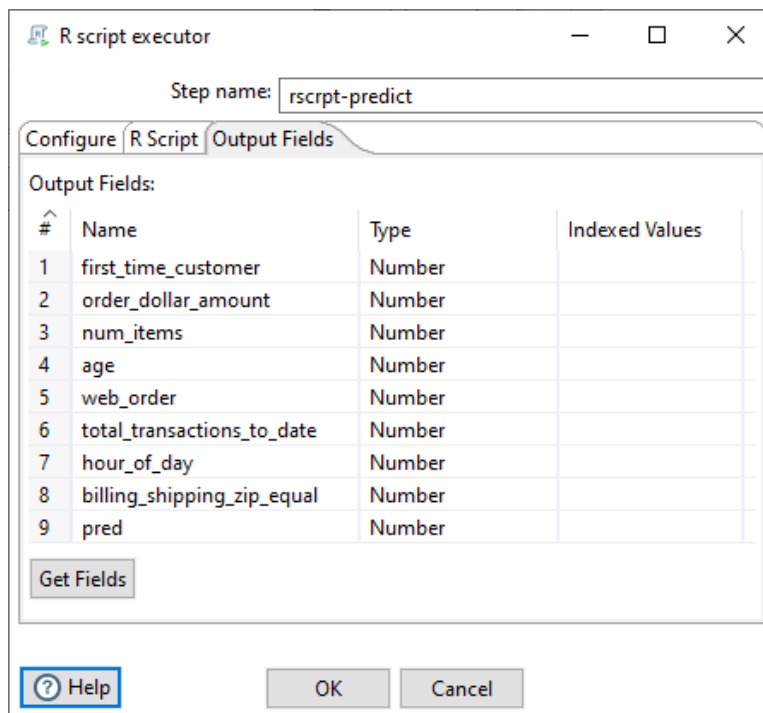 R script executor
Step name: rscrpt-predict
Configure R Script Output Fields
Output Fields:
# Name Type Indexed Values
1 first_time_customer Number
2 order_dollar_amount Number
3 num_items Number
4 age Number
5 web_order Number
6 total_transactions_to_date Number
7 hour_of_day Number
8 billing_shipping_zip_equal Number
9 pred Number
Get Fields
? Help OK Cancel